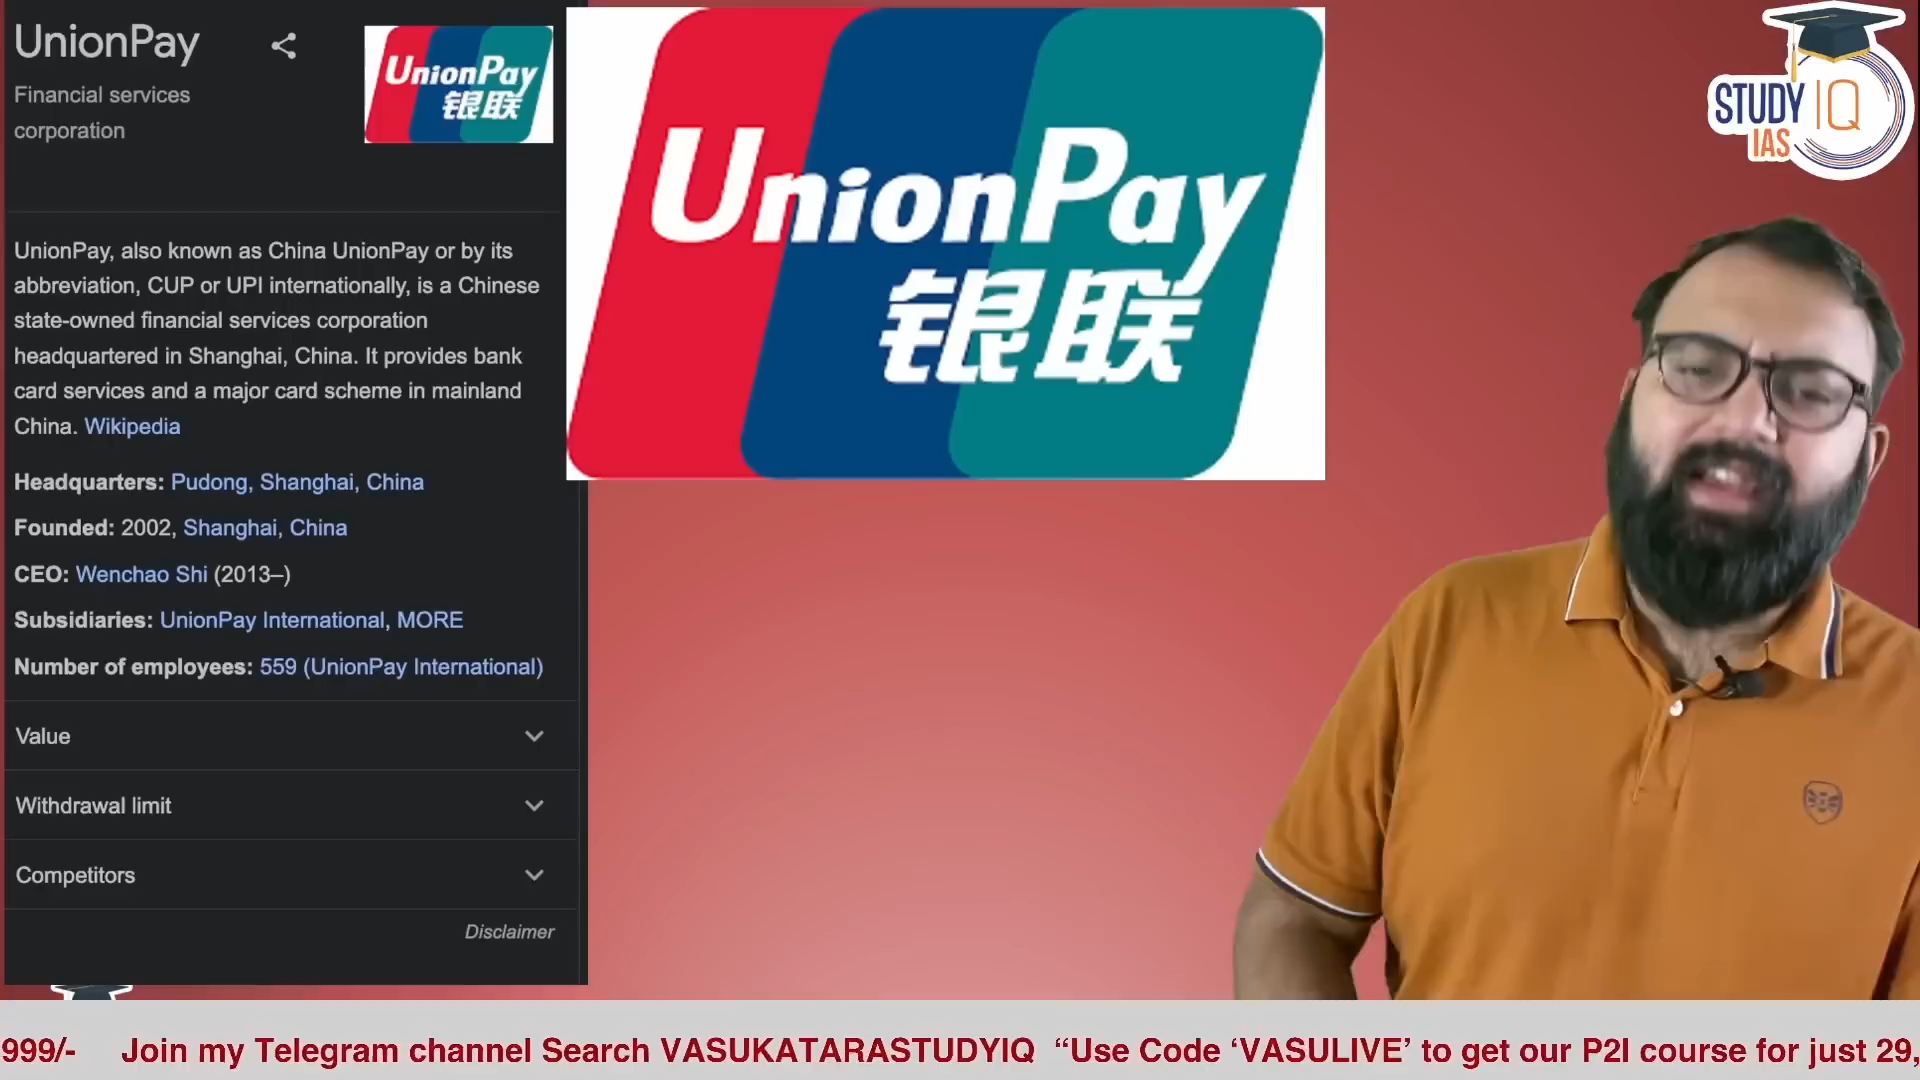 UnionPay
Financial services
corporation
UnionPay
银联
UnionPay, also known as China UnionPay or by its
abbreviation, CUP or UPI internationally, is a Chinese
state-owned financial services corporation
headquartered in Shanghai, China. It provides bank
card services and a major card scheme in mainland
China. Wikipedia
Headquarters: Pudong, Shanghai, China
Founded: 2002, Shanghai, China
CEO: Wenchao Shi (2013–)
Subsidiaries: UnionPay International, MORE
Number of employees: 559 (UnionPay International)
Value
Withdrawal limit
Competitors
Disclaimer
UnionPay
银联
STUDY IQ
IAS
999/- Join my Telegram channel Search VASUKATARASTUDYIQ “Use Code ‘VASULIVE’ to get our P2I course for just 29,